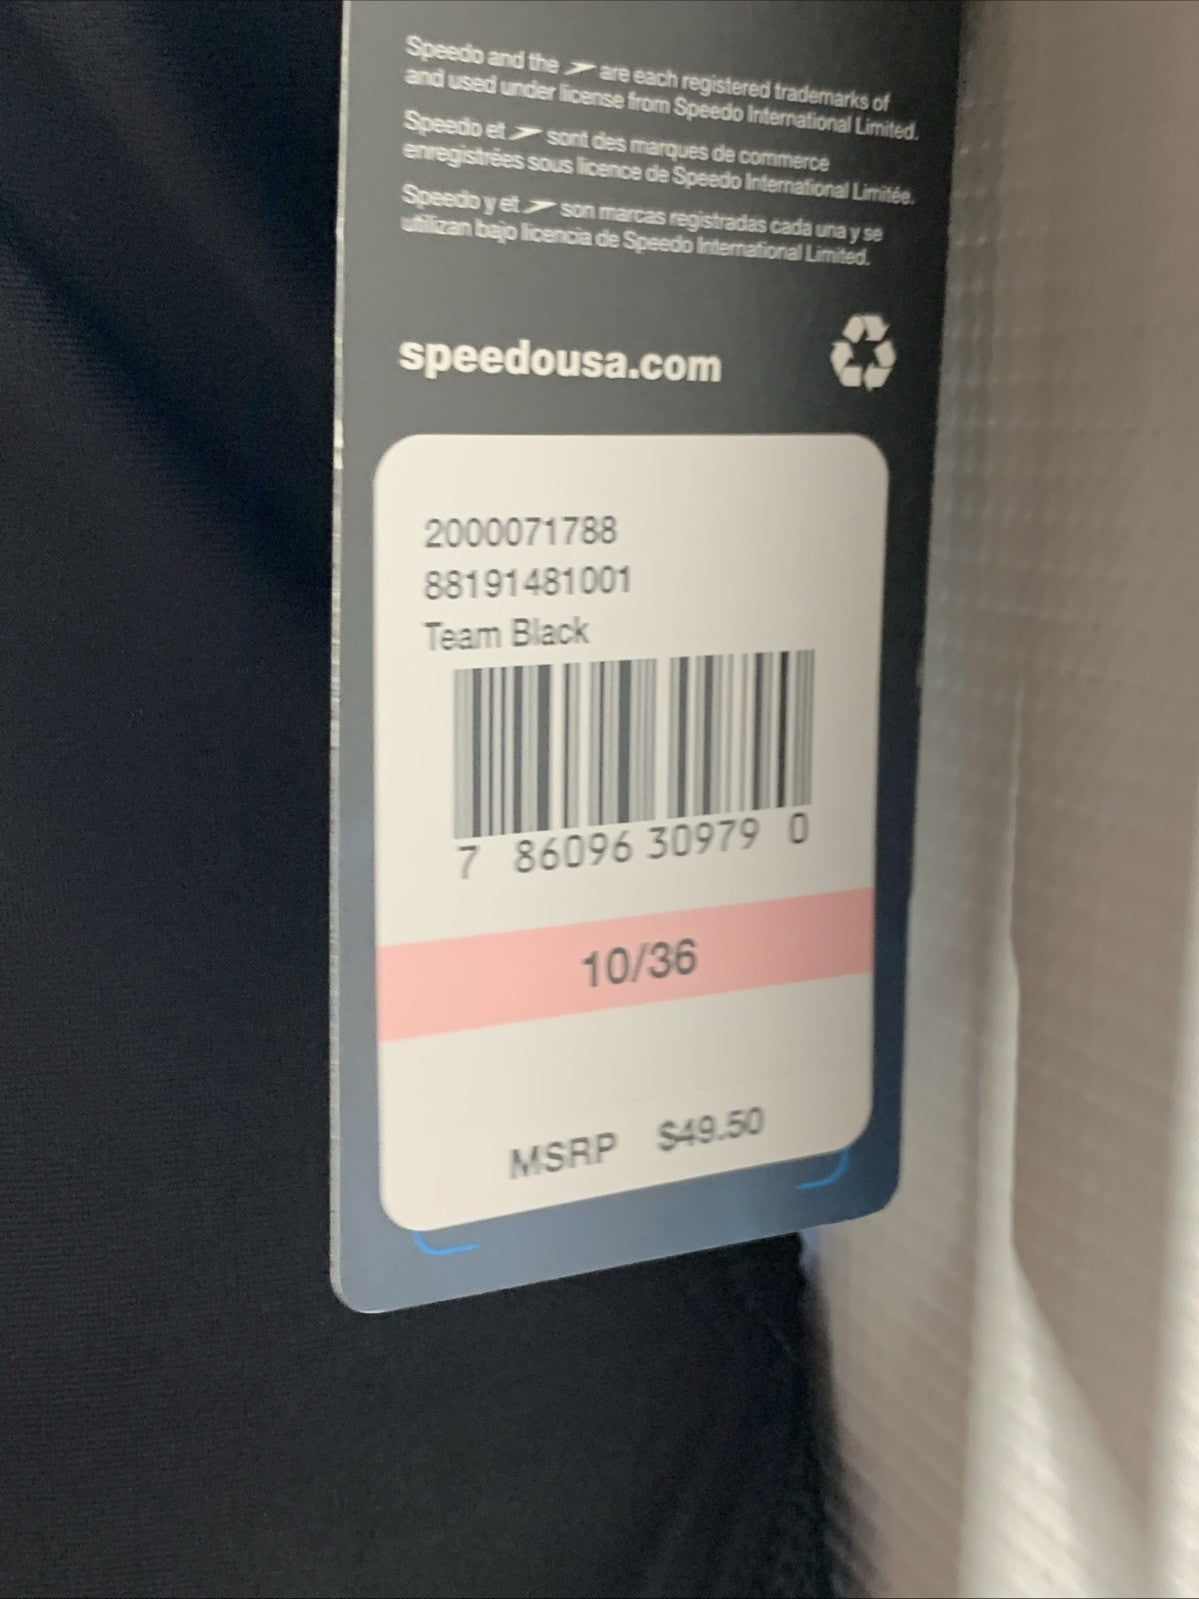 Speedo and the are each registered trademarks of
and used under license from Speedo International Limited.
Speedo et sont des marques de commerce
enregistrées sous licence de Speedo International Limitée.
Speedo y et son marcas registradas cada una y se
utilizan bajo licencia de Speedo International Limited.
speedousa.com
2000071788
88191481001
Team Black
7 86096 30979 0
10/36
MSRP $49.50